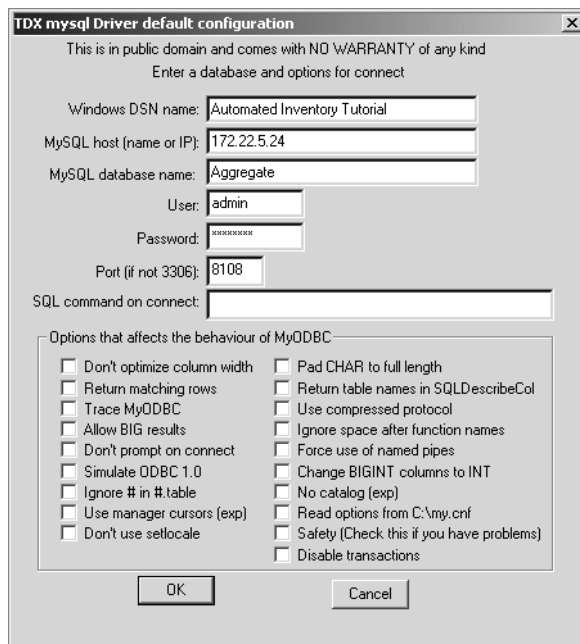 TDX mysql Driver default configuration
This is in public domain and comes with NO WARRANTY of any kind
Enter a database and options for connect
Windows DSN name: Automated Inventory Tutorial
MySQL host (name or IP): 172.22.5.24
MySQL database name: Aggregate
User: admin
Password: ********
Port (if not 3306): 8108
SQL command on connect:
Options that affects the behaviour of MyODBC
Don't optimize column width
Return matching rows
Trace MyODBC
Allow BIG results
Don't prompt on connect
Simulate ODBC 1.0
Ignore # in #.table
Use manager cursors (exp)
Don't use setlocale
Pad CHAR to full length
Return table names in SQLDescribeCol
Use compressed protocol
Ignore space after function names
Force use of named pipes
Change BIGINT columns to INT
No catalog (exp)
Read options from C:\my.cnf
Safety (Check this if you have problems)
Disable transactions
OK
Cancel